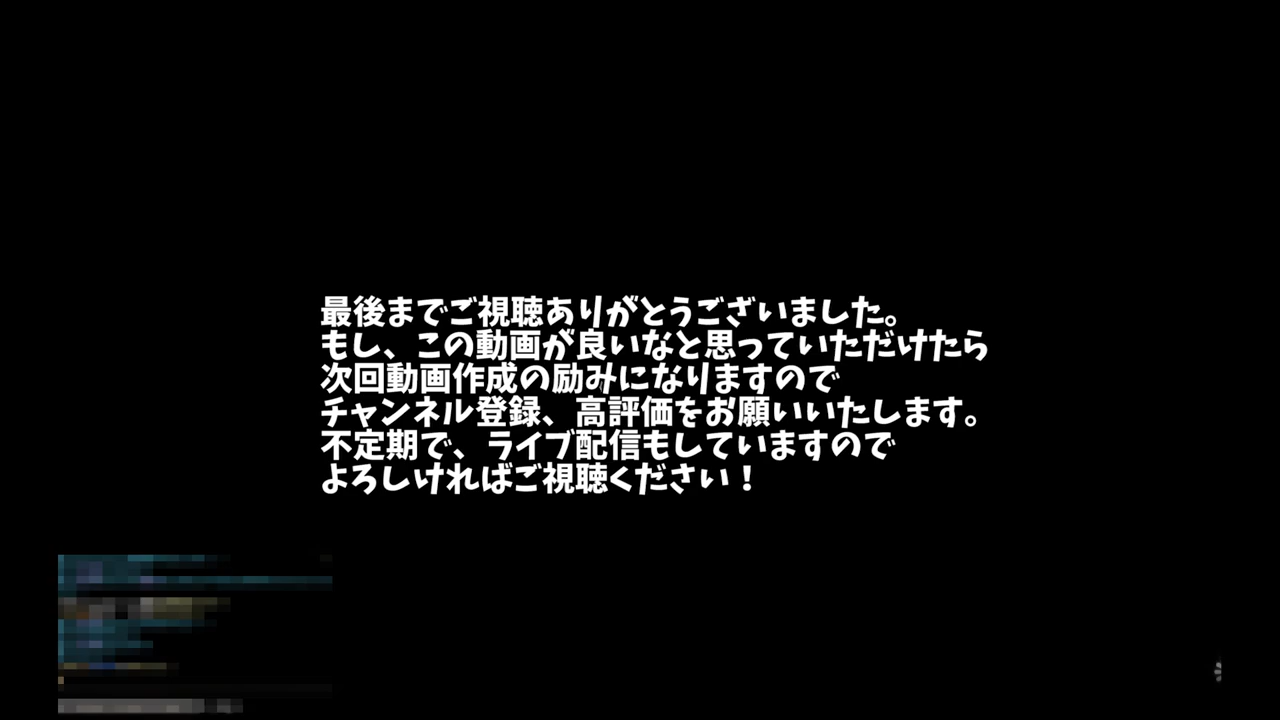 最後までご視聴ありがとうございました。
もし、この動画が良いなと思っていただけたら
次回動画作成の励みになりますので
チャンネル登録、高評価をお願いいたします。
不定期で、ライブ配信もしていますので
よろしければご視聴ください！